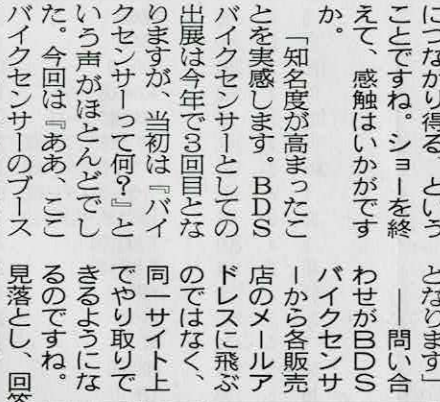 につながり得る、という
ことですね。ショーを終
えて、感触はいかがです
か。
「知名度が高まったこ
とを実感します。BDS
バイクセンサーとしての
出展は今年で3回目とな
りますが、当初は『バイ
クセンサーって何?』と
いう声がほとんどでし
た。今回は『ああ、ここ
バイクセンサーのブース
となります」
――問い合
わせがBDS
バイクセンサ
ーから各販売
店のメールア
ドレスに飛ぶ
のではなく、
同一サイト上
でやり取りで
きるようにな
るのですね。
見落とし、回答